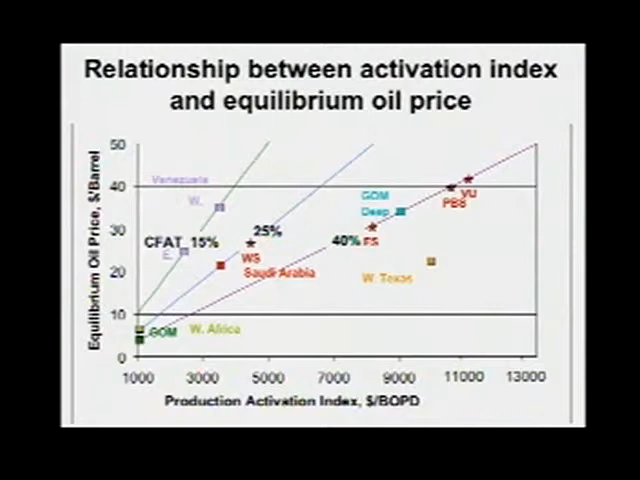 Relationship between activation index
and equilibrium oil price
Equilibrium Oil Price, $/Barrel
50
40
30
20
10
0
Venezuela
W.
CFAT 15%
E.
25%
WS
Saudi Arabia
GOM
Deep
40% FS
VU
PBS
W. Texas
GOM
W. Africa
1000 3000 5000 7000 9000 11000 13000
Production Activation Index, $/BOPD